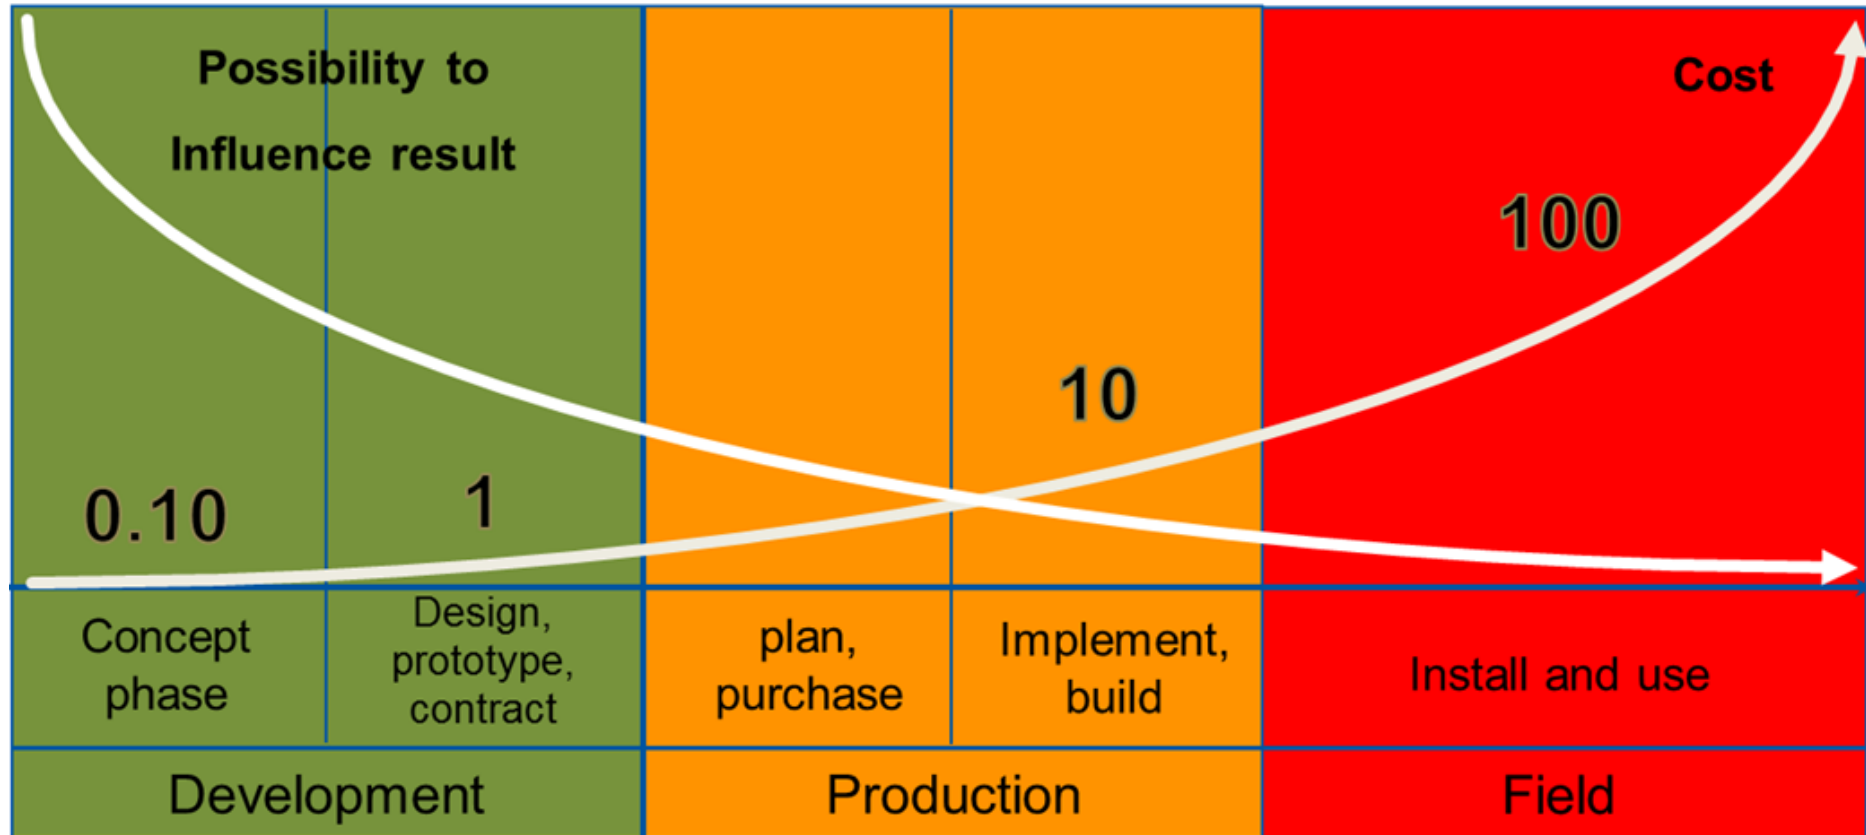 Possibility to
Influence result
Cost
100
10
1
0.10
Concept
phase
Design,
prototype,
contract
plan,
purchase
Implement,
build
Install and use
Development
Production
Field